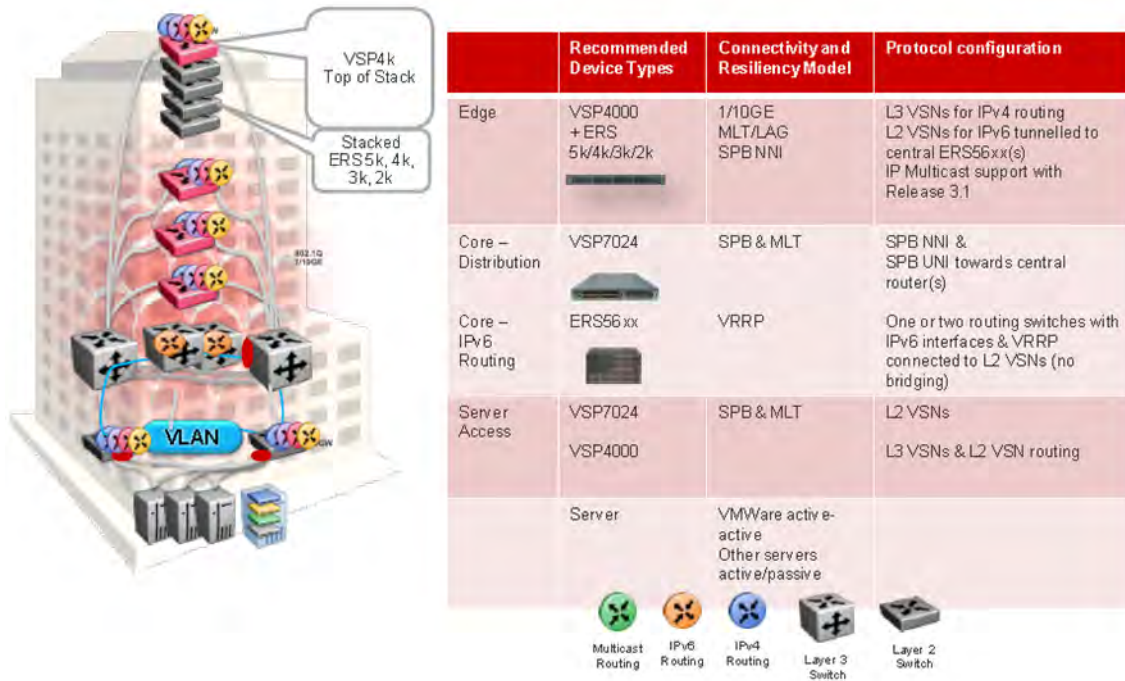 VSP4k
Top of Stack
Stacked
ERS 5k, 4k,
3k, 2k
802.1Q
1/10GE
VLAN
Recommended
Device Types
Connectivity and
Resiliency Model
Protocol configuration
Edge
VSP4000
+ ERS
5k/4k/3k/2k
1/10GE
MLT/LAG
SPB NNI
L3 VSNs for IPv4 routing
L2 VSNs for IPv6 tunnelled to
central ERS56xx(s)
IP Multicast support with
Release 3.1
Core –
Distribution
VSP7024
SPB & MLT
SPB NNI &
SPB UNI towards central
router(s)
Core –
IPv6
Routing
ERS56xx
VRRP
One or two routing switches with
IPv6 interfaces & VRRP
connected to L2 VSNs (no
bridging)
Server
Access
VSP7024
SPB & MLT
L2 VSNs
VSP4000
L3 VSNs & L2 VSN routing
Server
VMWare active-
active
Other servers
active/passive
Multicast
Routing
IPv6
Routing
IPv4
Routing
Layer 3
Switch
Layer 2
Switch